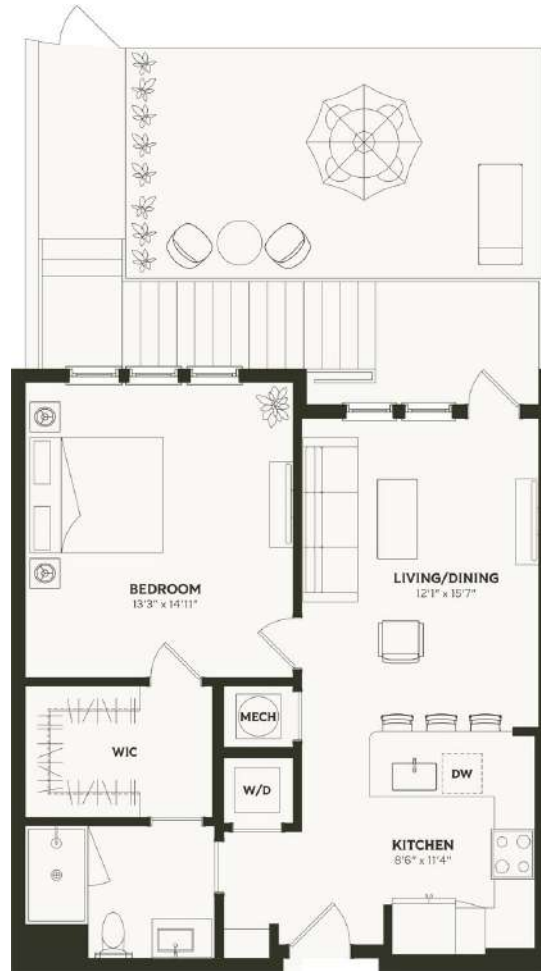 BEDROOM
13'3" x 14'11"
LIVING/DINING
12'1" x 15'7"
MECH
WIC
W/D
DW
KITCHEN
8'6" x 11'4"